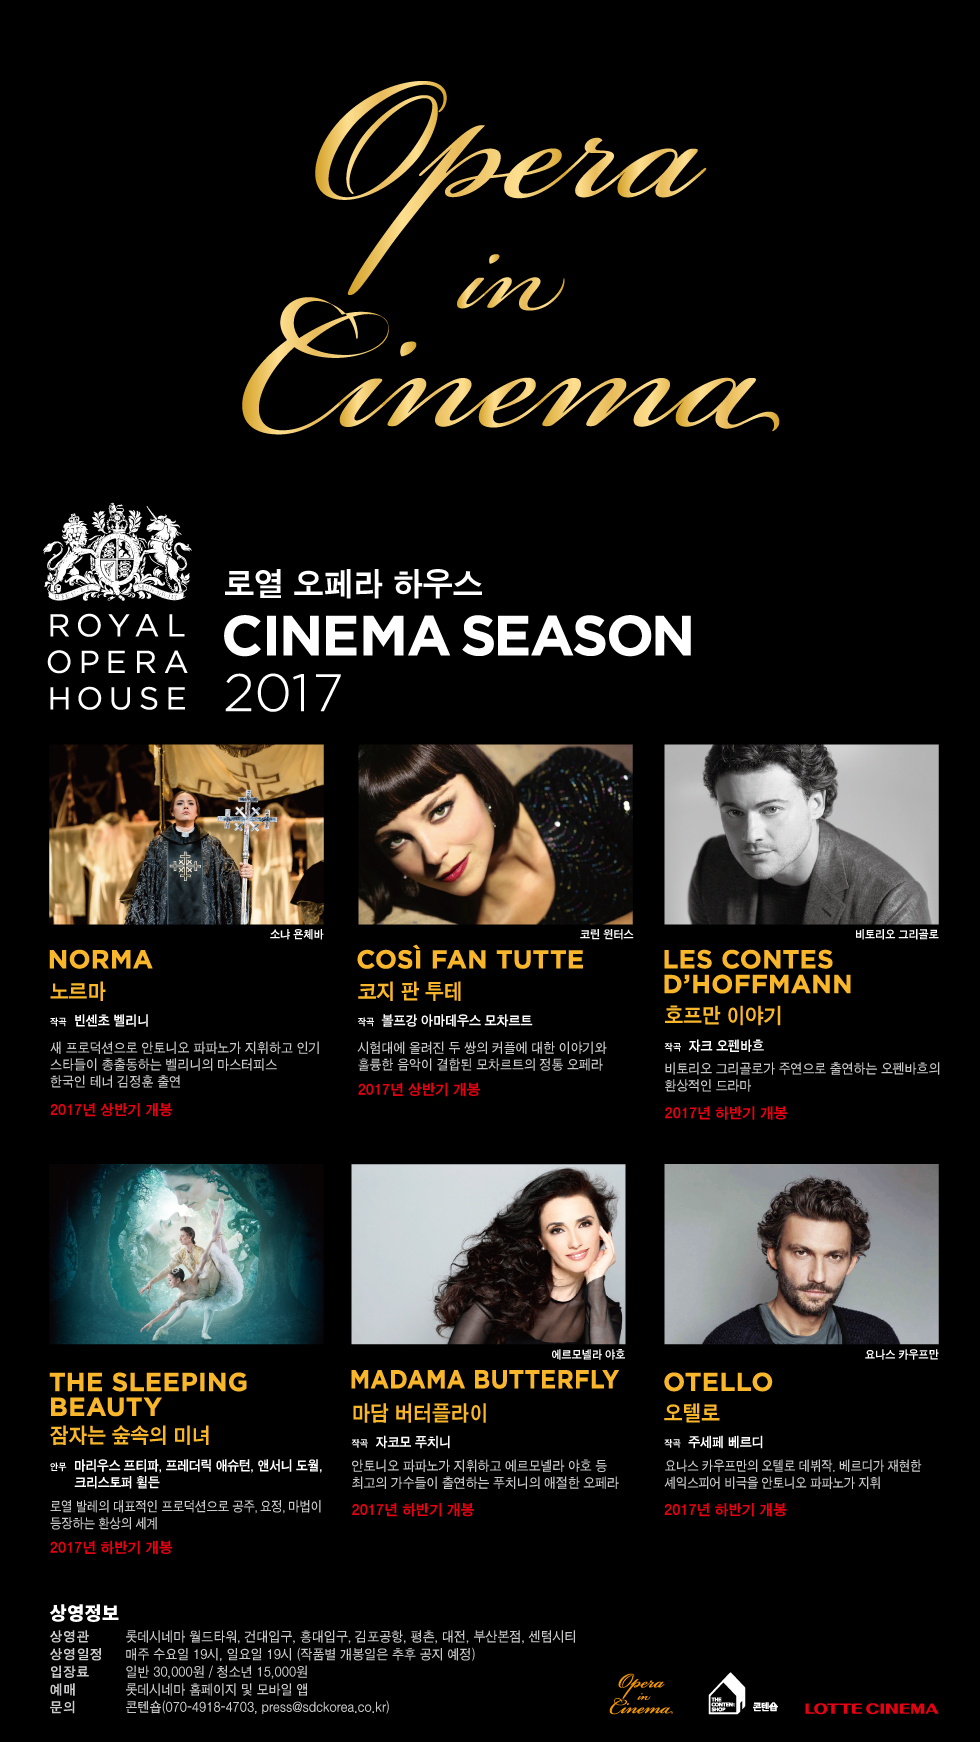 Opera
in
Cinema
ROYAL
OPERA
HOUSE
로열 오페라 하우스
CINEMA SEASON
2017
소냐 욘체바
NORMA
노르마
작곡 빈센초 벨리니
새 프로덕션으로 안토니오 파파노가 지휘하고 인기
스타들이 총출동하는 벨리니의 마스터피스
한국인 테너 김정훈 출연
2017년 상반기 개봉
코린 윈터스
COSÌ FAN TUTTE
코지 판 투테
작곡 볼프강 아마데우스 모차르트
시험대에 올려진 두 쌍의 커플에 대한 이야기와
훌륭한 음악이 결합된 모차르트의 정통 오페라
2017년 상반기 개봉
비토리오 그리골로
LES CONTES
D’HOFFMANN
호프만 이야기
작곡 자크 오펜바흐
비토리오 그리골로가 주연으로 출연하는 오펜바흐의
환상적인 드라마
2017년 하반기 개봉
THE SLEEPING
BEAUTY
잠자는 숲속의 미녀
안무 마리우스 프티파, 프레더릭 애슈턴, 앤서니 도월,
크리스토퍼 휠든
로열 발레의 대표적인 프로덕션으로 공주, 요정, 마법이
등장하는 환상의 세계
2017년 하반기 개봉
에르모넬라 야호
MADAMA BUTTERFLY
마담 버터플라이
작곡 자코모 푸치니
안토니오 파파노가 지휘하고 에르모넬라 야호 등
최고의 가수들이 출연하는 푸치니의 애절한 오페라
2017년 하반기 개봉
요나스 카우프만
OTELLO
오텔로
작곡 주세페 베르디
요나스 카우프만의 오텔로 데뷔작. 베르디가 재현한
셰익스피어 비극을 안토니오 파파노가 지휘
2017년 하반기 개봉
상영정보
상영관 롯데시네마 월드타워, 건대입구, 홍대입구, 김포공항, 평촌, 대전, 부산본점, 센텀시티
상영일정 매주 수요일 19시, 일요일 19시 (작품별 개봉일은 추후 공지 예정)
입장료 일반 30,000원 / 청소년 15,000원
예매 롯데시네마 홈페이지 및 모바일 앱
문의 콘텐숍(070-4918-4703, press@sdckorea.co.kr)
Opera
in
Cinema
THE
CONTEN
SHOP
콘텐숍
LOTTE CINEMA